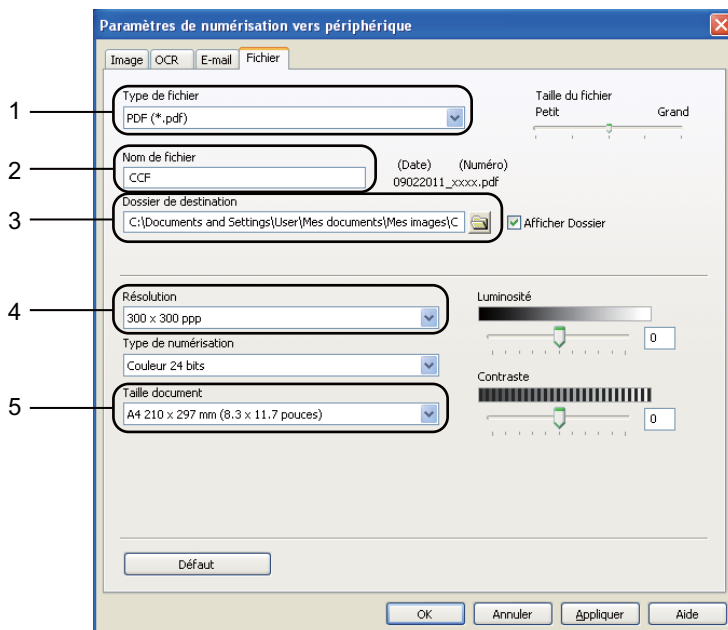 Paramètres de numérisation vers périphérique
Image OCR E-mail Fichier
1
Type de fichier
PDF (*.pdf)
Taille du fichier
Petit Grand
2
Nom de fichier
CCF
(Date) (Numéro)
09022011_xxxx.pdf
3
Dossier de destination
C:\Documents and Settings\User\Mes documents\Mes images\C
Afficher Dossier
4
Résolution
300 x 300 ppp
Luminosité
0
Type de numérisation
Couleur 24 bits
Contraste
0
5
Taille document
A4 210 x 297 mm (8.3 x 11.7 pouces)
Défaut
OK Annuler Appliquer Aide